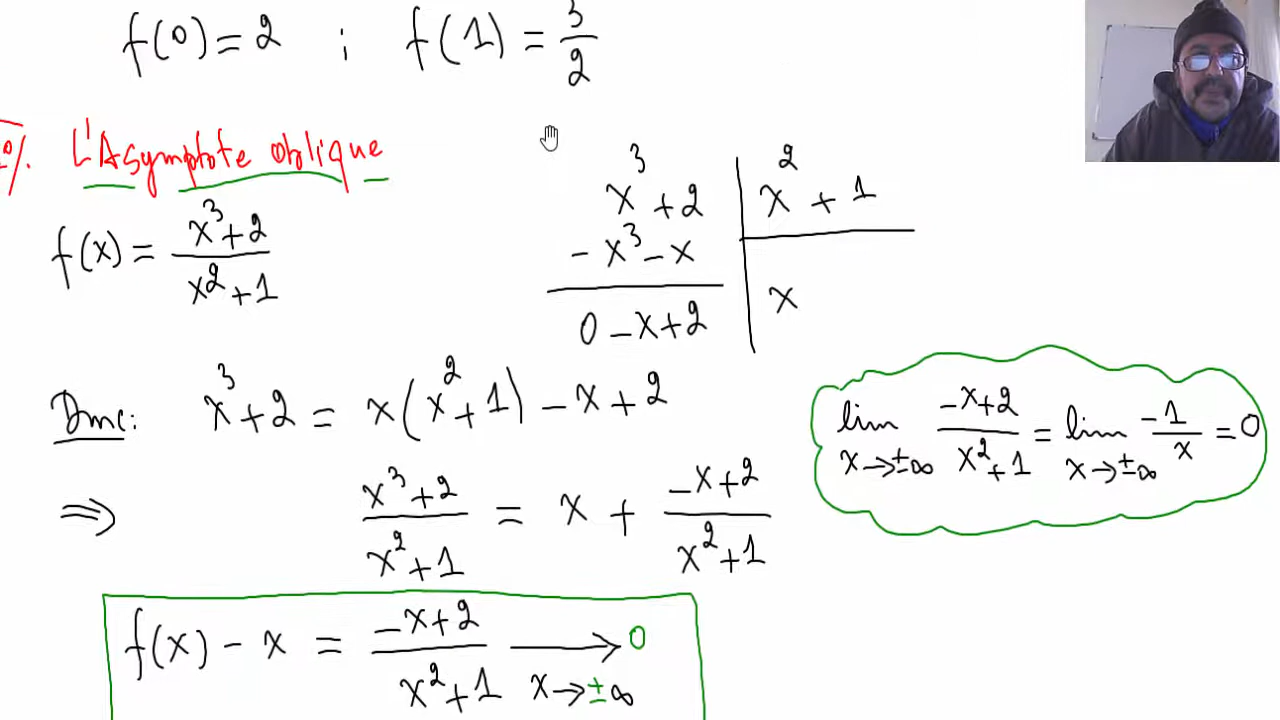 f(0) = 2 ; f(1) = 3/2
L'Asymptote oblique
f(x) = (x³+2)/(x²+1)
x³ + 2 | x² + 1
- x³ - x
0 - x + 2 | x
Donc: x³ + 2 = x(x² + 1) - x + 2
⇒ (x³+2)/(x²+1) = x + (-x+2)/(x²+1)
lim x→±∞ (-x+2)/(x²+1) = lim x→±∞ -1/x = 0
f(x) - x = (-x+2)/(x²+1) ⟶ 0 x→±∞